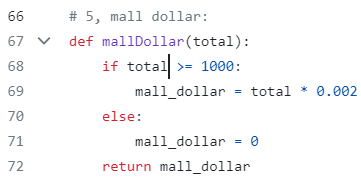 66 # 5, mall dollar:
67 def mallDollar(total):
68 if total >= 1000:
69 mall_dollar = total * 0.002
70 else:
71 mall_dollar = 0
72 return mall_dollar